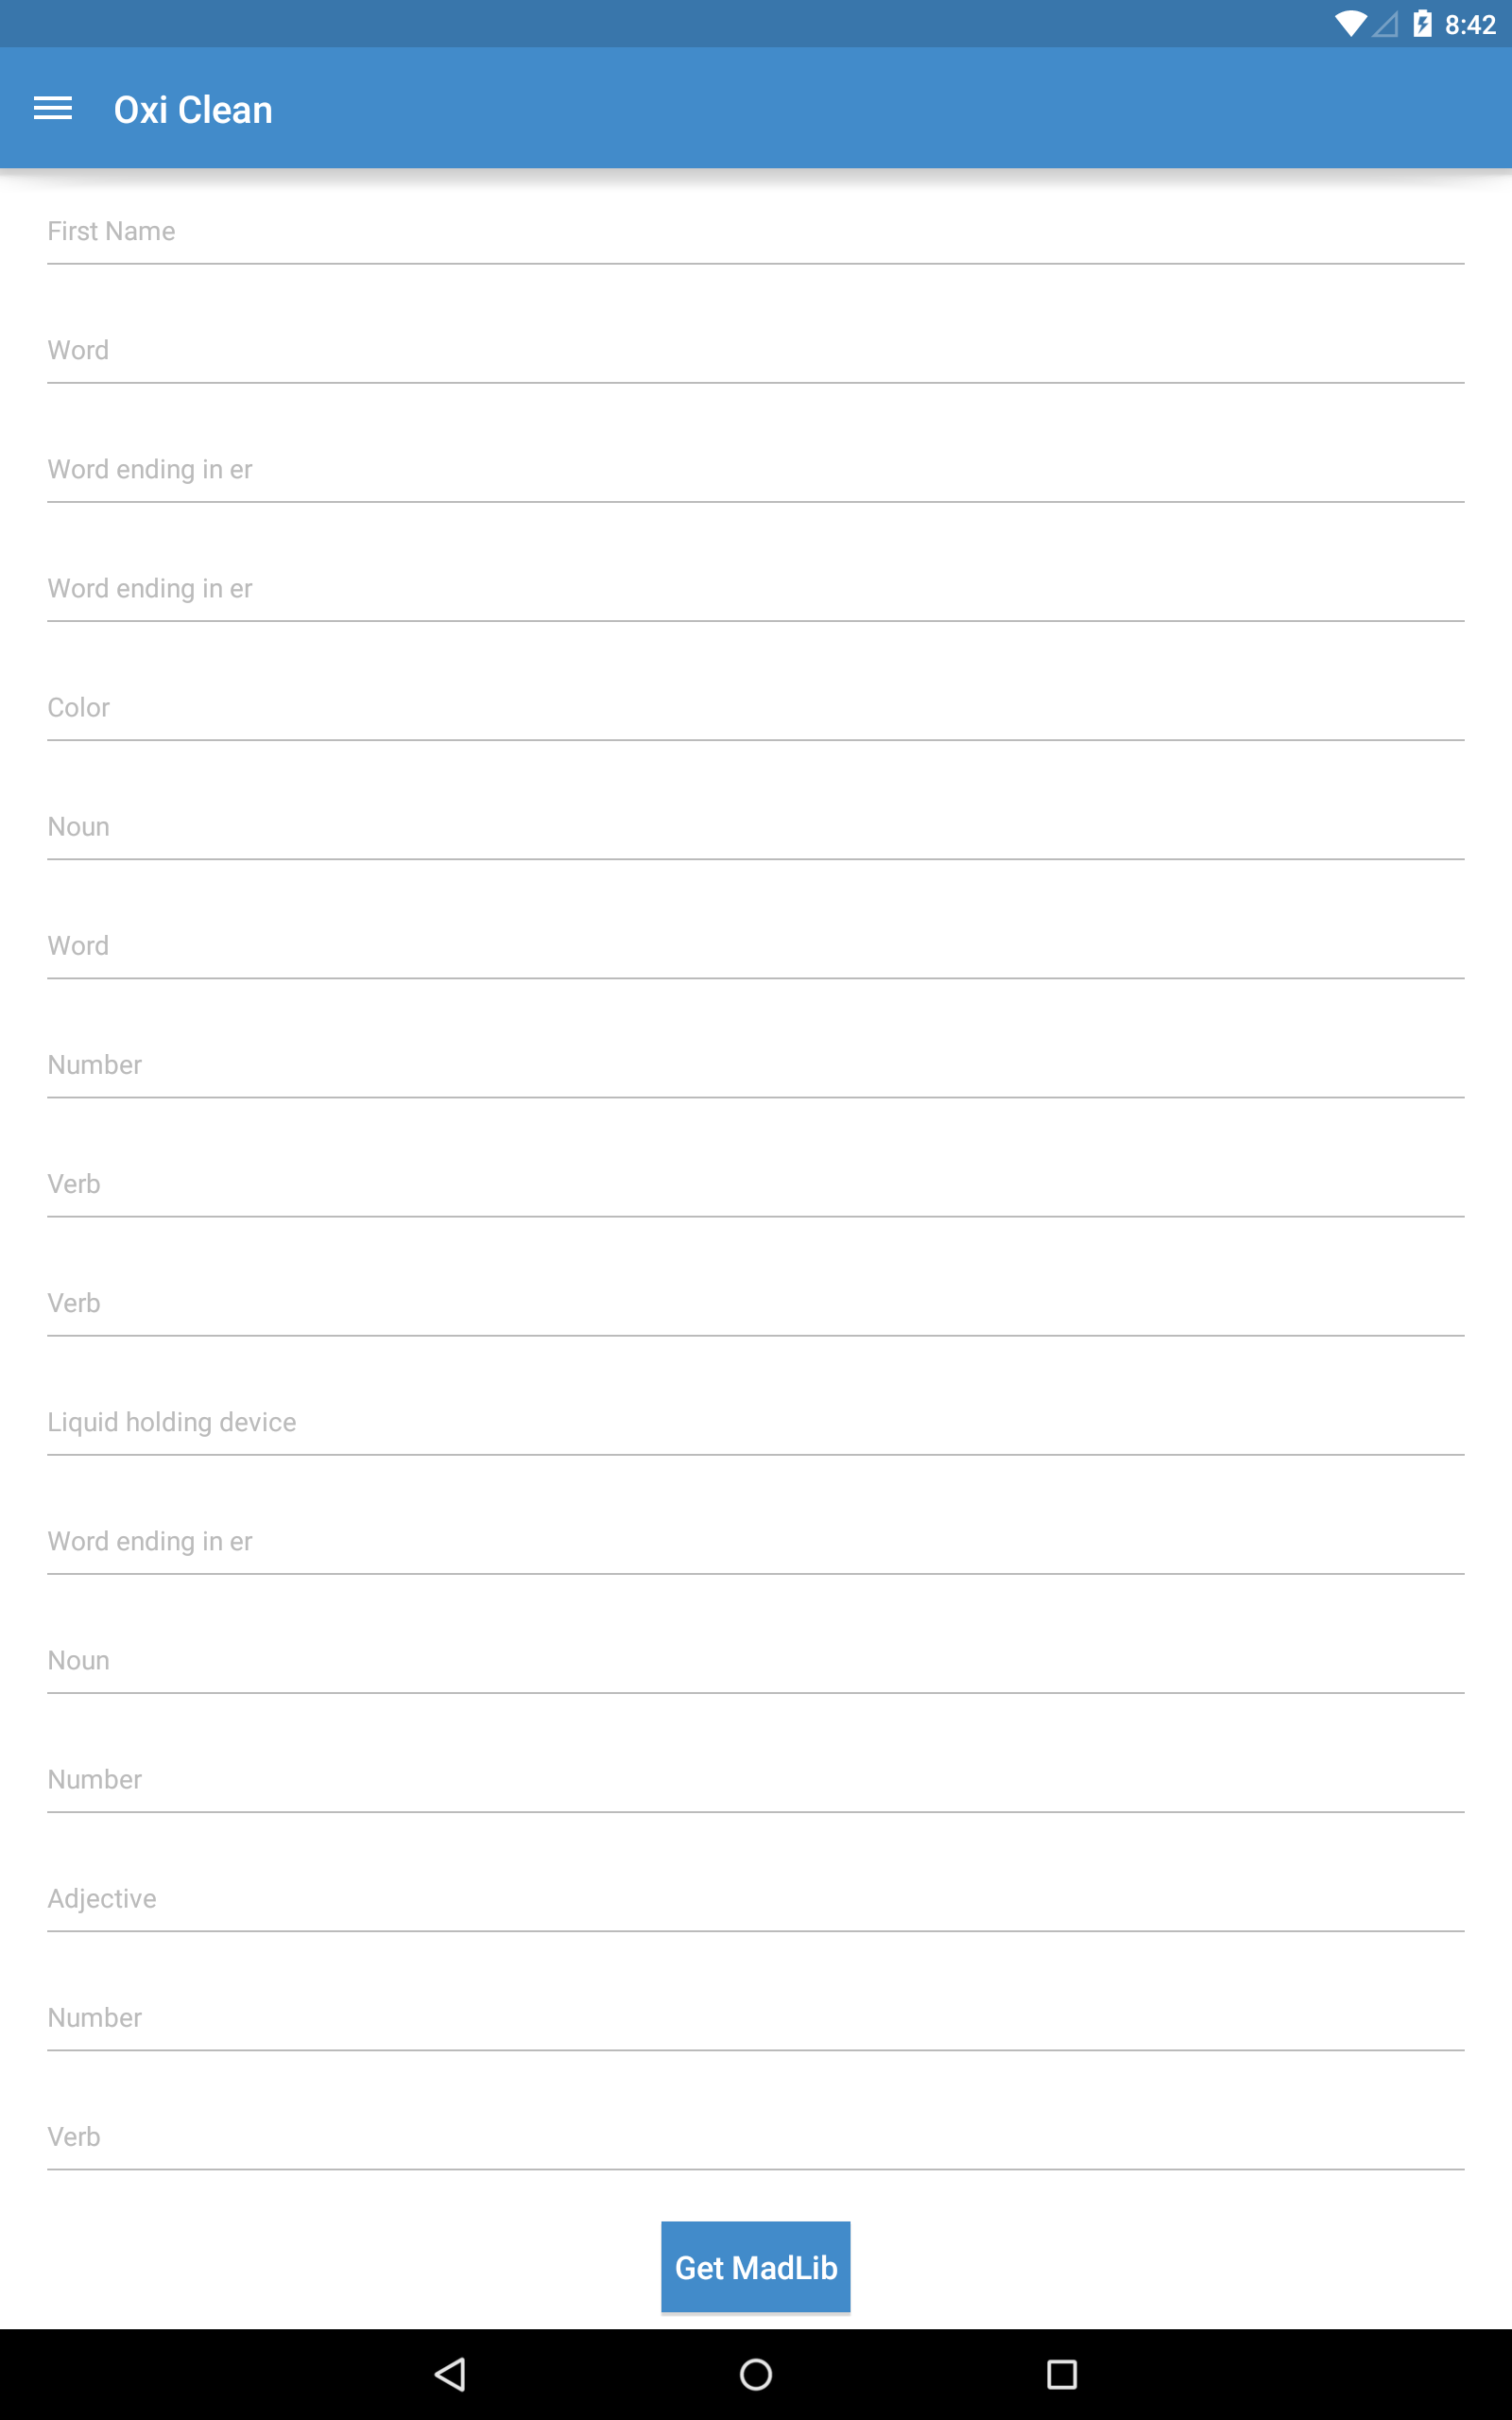 8:42
Oxi Clean
First Name
Word
Word ending in er
Word ending in er
Color
Noun
Word
Number
Verb
Verb
Liquid holding device
Word ending in er
Noun
Number
Adjective
Number
Verb
Get MadLib